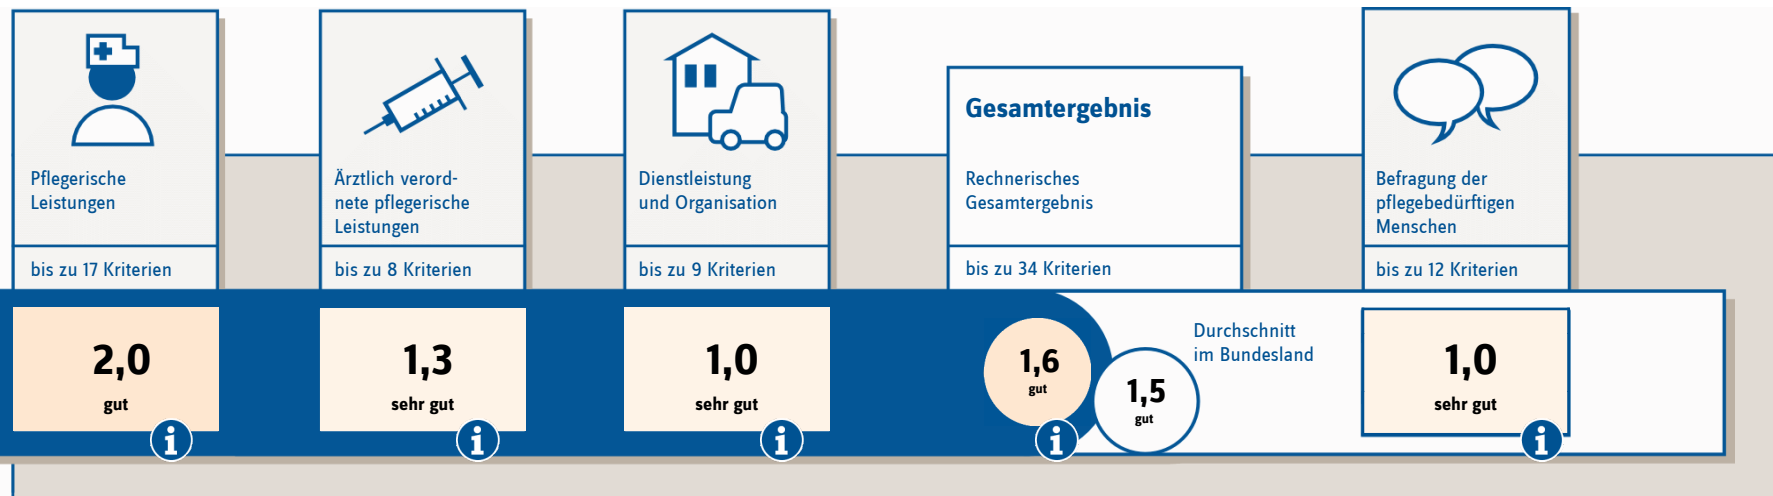 Pflegerische
Leistungen
bis zu 17 Kriterien
2,0
gut
i
Ärztlich verord-
nete pflegerische
Leistungen
bis zu 8 Kriterien
1,3
sehr gut
i
Dienstleistung
und Organisation
bis zu 9 Kriterien
1,0
sehr gut
i
Gesamtergebnis
Rechnerisches
Gesamtergebnis
bis zu 34 Kriterien
1,6
gut
i
1,5
gut
Durchschnitt
im Bundesland
Befragung der
pflegebedürftigen
Menschen
bis zu 12 Kriterien
1,0
sehr gut
i